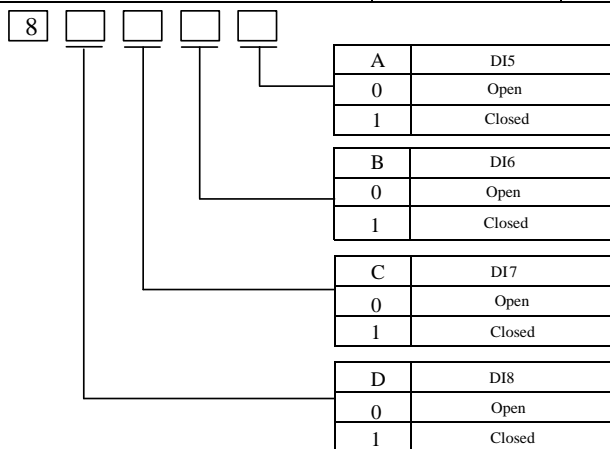 8
A DI5
0 Open
1 Closed
B DI6
0 Open
1 Closed
C DI7
0 Open
1 Closed
D DI8
0 Open
1 Closed